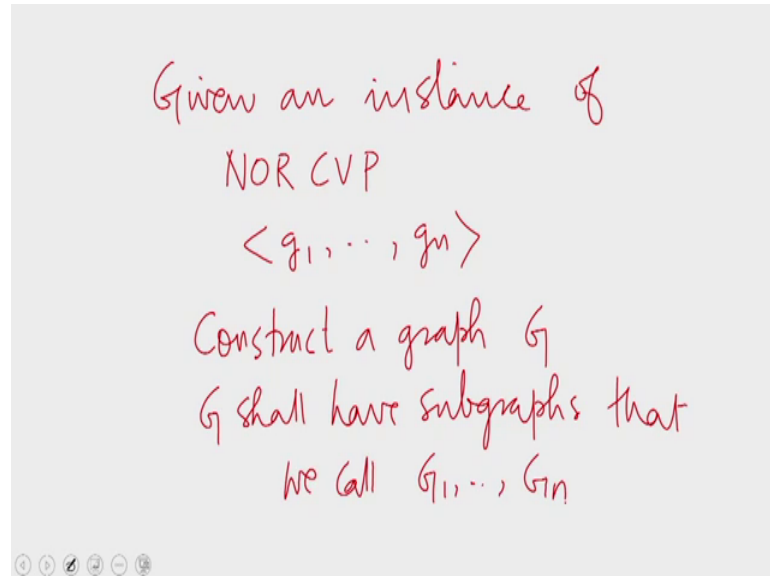 Given an instance of
NOR CVP
<g1, .., gn>
Construct a graph G
G shall have subgraphs that
we call G1, .., Gn